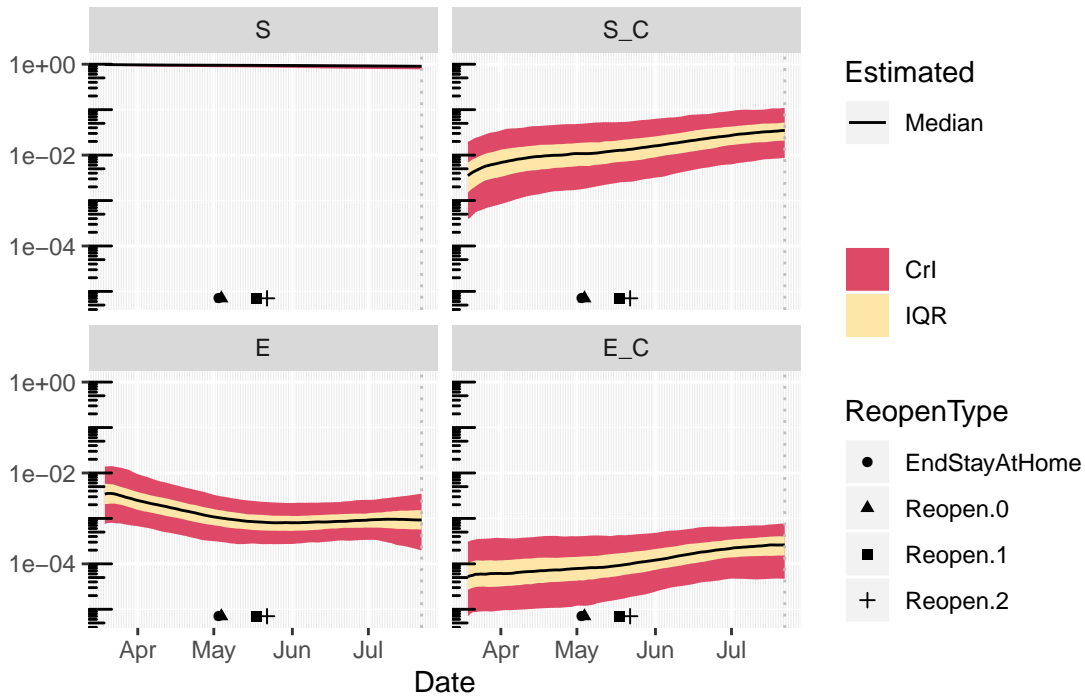 S
S_C
1e+00
1e−02
1e−04
E
E_C
1e+00
1e−02
1e−04
Apr
May
Jun
Jul
Apr
May
Jun
Jul
Date
Estimated
Median
CrI
IQR
ReopenType
EndStayAtHome
Reopen.0
Reopen.1
Reopen.2